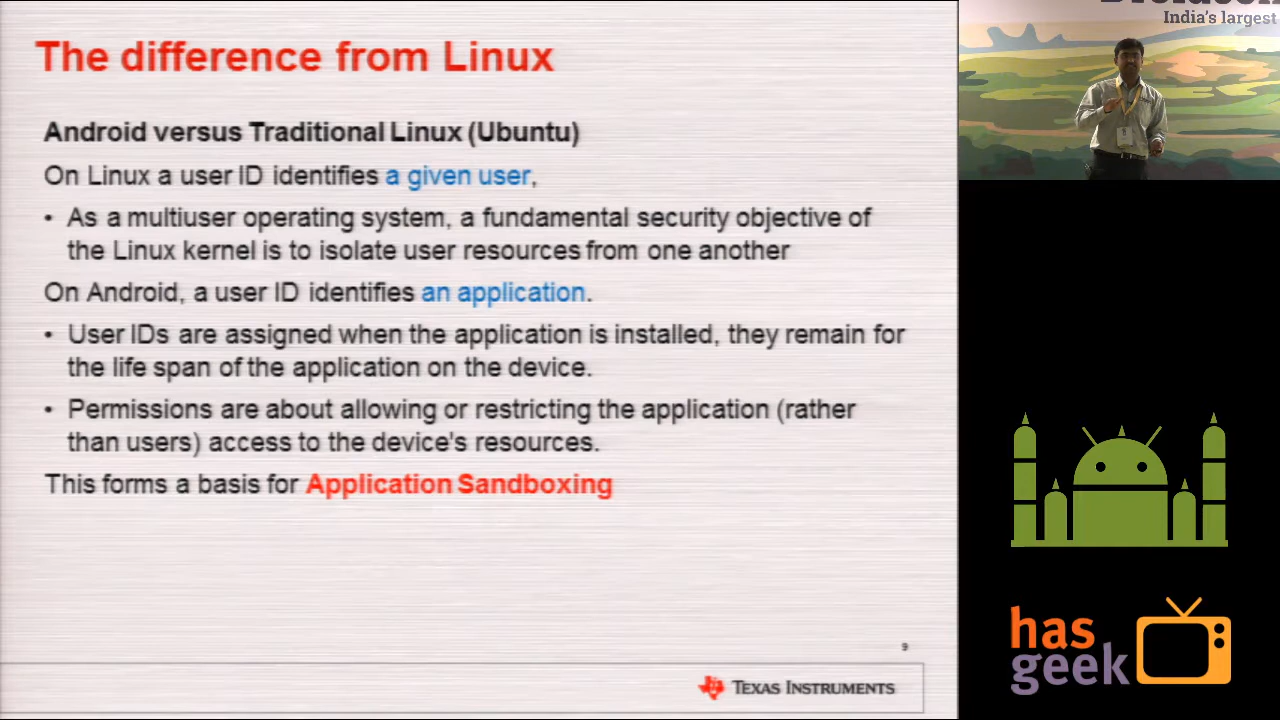 The difference from Linux
Android versus Traditional Linux (Ubuntu)
On Linux a user ID identifies a given user,
• As a multiuser operating system, a fundamental security objective of
the Linux kernel is to isolate user resources from one another
On Android, a user ID identifies an application.
• User IDs are assigned when the application is installed, they remain for
the life span of the application on the device.
• Permissions are about allowing or restricting the application (rather
than users) access to the device's resources.
This forms a basis for Application Sandboxing
9
TEXAS INSTRUMENTS
India's largest
has
geek